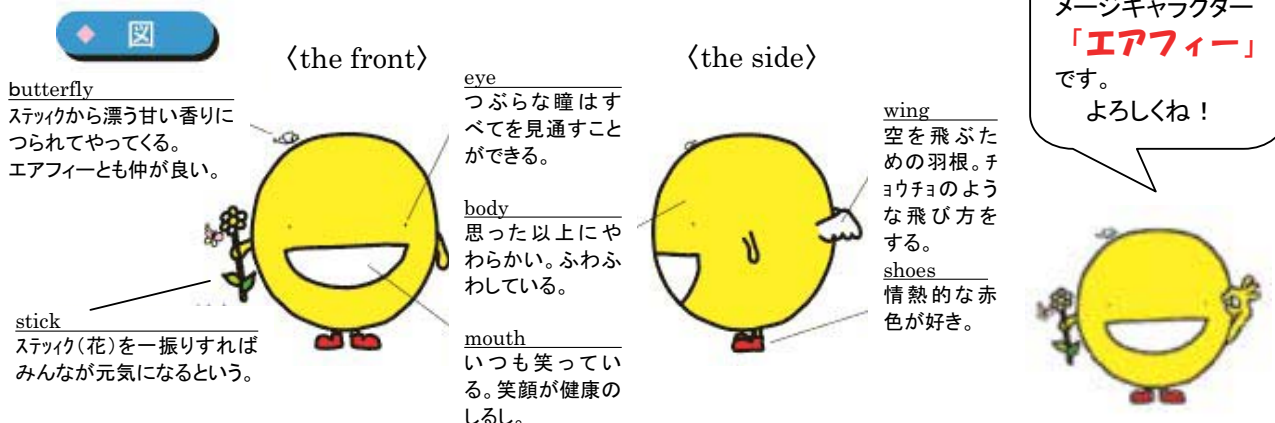 図
〈the front〉
〈the side〉
butterfly
ステッィクから漂う甘い香りに
つられてやってくる。
エアフィーとも仲が良い。
stick
ステッィク（花）を一振りすれば
みんなが元気になるという。
eye
つぶらな瞳はす
べてを見通すこと
ができる。
body
思った以上にや
わらかい。ふわふ
わしている。
mouth
いつも笑ってい
る。笑顔が健康の
しるし。
wing
空を飛ぶた
めの羽根。チ
ョウチョのよう
な飛び方を
する。
shoes
情熱的な赤
色が好き。
メージキャラクター
「エアフィー」
です。
よろしくね！